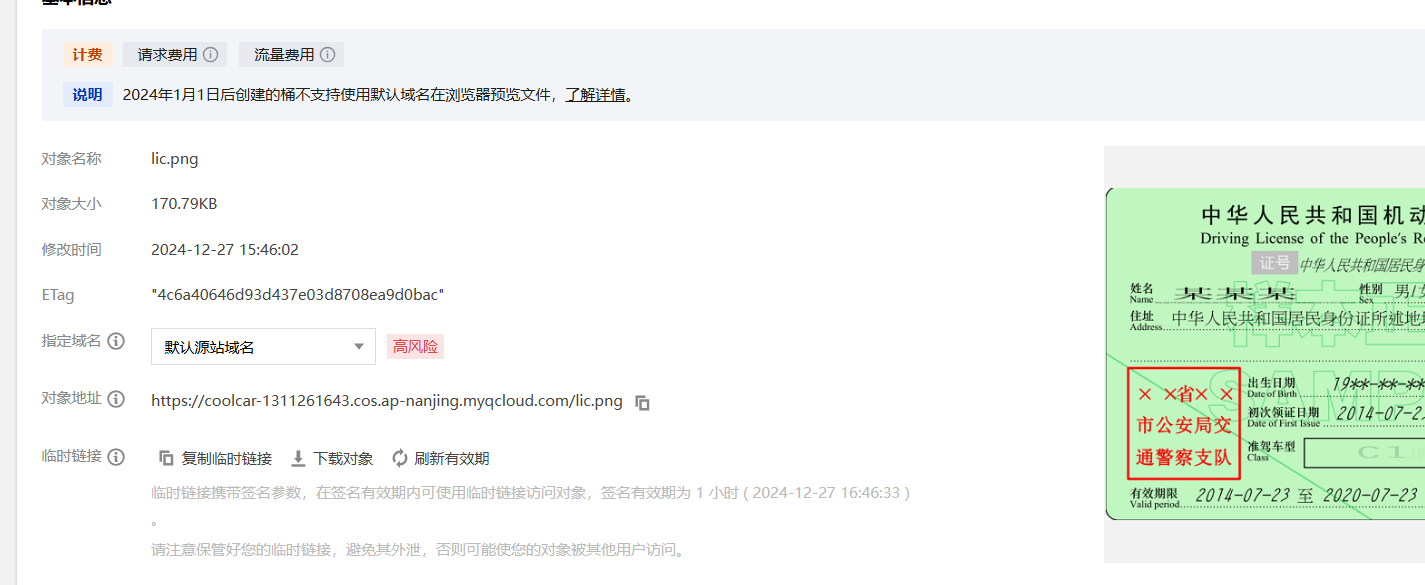 基本信息
计费 请求费用 流量费用
说明 2024年1月1日后创建的桶不支持使用默认域名在浏览器预览文件，了解详情。
对象名称 lic.png
对象大小 170.79KB
修改时间 2024-12-27 15:46:02
ETag "4c6a40646d93d437e03d8708ea9d0bac"
指定域名 默认源站域名 高风险
对象地址 https://coolcar-1311261643.cos.ap-nanjing.myqcloud.com/lic.png
临时链接 复制临时链接 下载对象 刷新有效期
临时链接携带签名参数，在签名有效期内可使用临时链接访问对象，签名有效期为 1 小时 ( 2024-12-27 16:46:33 )
。
请注意保管好您的临时链接，避免其外泄，否则可能使您的对象被其他用户访问。
中华人民共和国机动
Driving License of the People's R
证号 中华人民共和国居民身
姓名 某某某 性别 男/女
Name Sex
住址 中华人民共和国居民身份证所述地
Address
样本
SAMP
××省××
市公安局交
通警察支队
出生日期 19**-**-**
Date of Birth
初次领证日期 2014-07-23
Date of First Issue
准驾车型 C1
Class
有效期限 2014-07-23 至 2020-07-23
Valid period